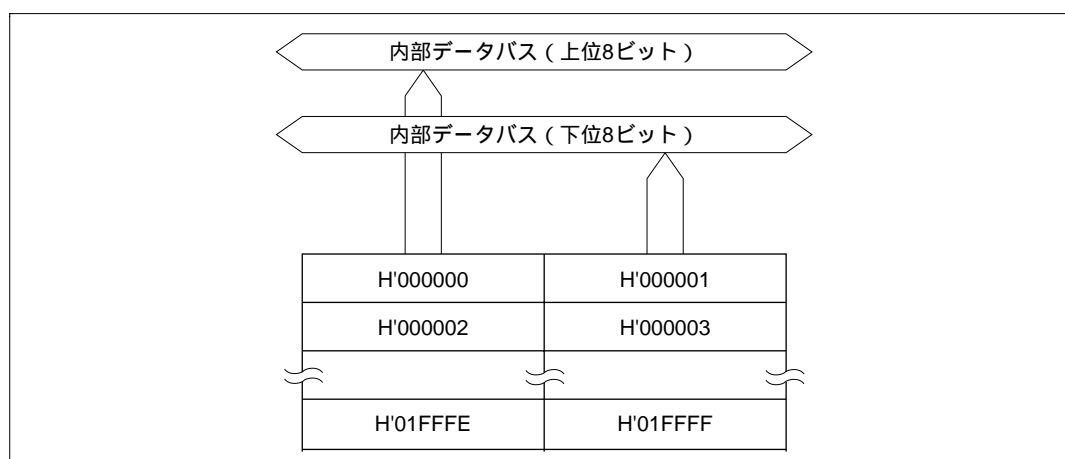 内部データバス（上位8ビット）
内部データバス（下位8ビット）
H'000000 H'000001
H'000002 H'000003
H'01FFFE H'01FFFF